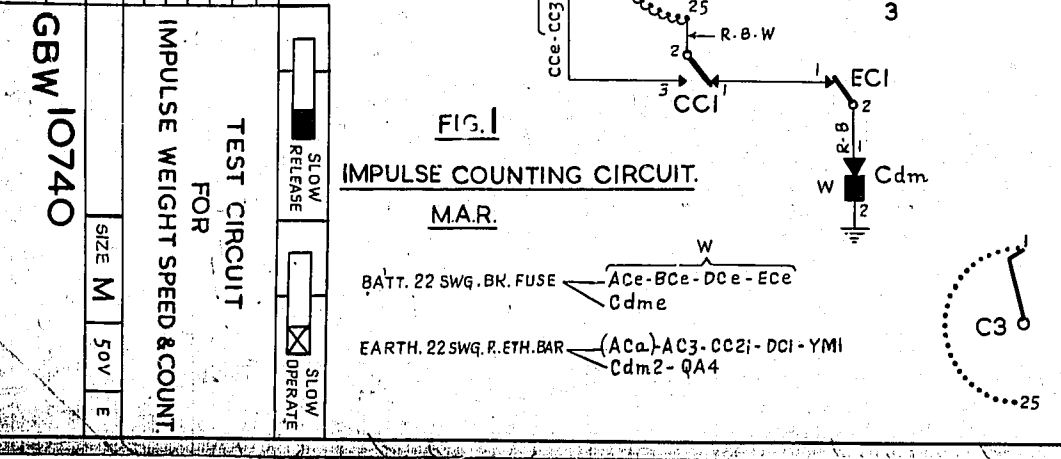 GBW 10740
SIZE M 50V E
TEST CIRCUIT
FOR
IMPULSE WEIGHT SPEED & COUNT.
SLOW
RELEASE
SLOW
OPERATE
CCe-CC3
25
R-B-W
2
3
1
CC1
1
EC1
2
R-B
1
W
Cdm
2
3
FIG.1
IMPULSE COUNTING CIRCUIT.
M.A.R.
W
BATT. 22 SWG. BK. FUSE ACe-BCe-DCe-ECe
Cdme
EARTH. 22 SWG. R. ETH. BAR (ACa)-AC3-CC2i-DCi-YM1
Cdm2-QA4
1
C3
25